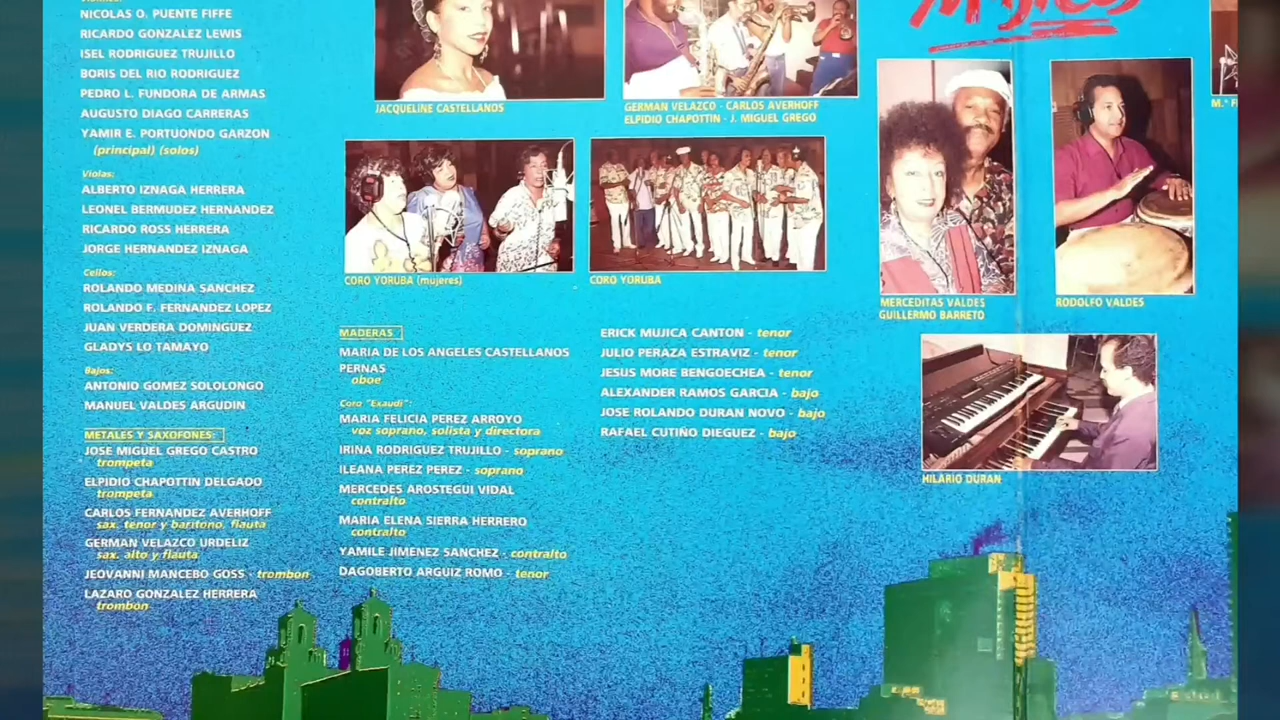 NICOLAS O. PUENTE FIFFE
RICARDO GONZALEZ LEWIS
ISEL RODRIGUEZ TRUJILLO
BORIS DEL RIO RODRIGUEZ
PEDRO L. FUNDORA DE ARMAS
AUGUSTO DIAGO CARRERAS
YAMIR E. PORTUONDO GARZON
(principal) (solos)
Violas:
ALBERTO IZNAGA HERRERA
LEONEL BERMUDEZ HERNANDEZ
RICARDO ROSS HERRERA
JORGE HERNANDEZ IZNAGA
Cellos:
ROLANDO MEDINA SANCHEZ
ROLANDO F. FERNANDEZ LOPEZ
JUAN VERDERA DOMINGUEZ
GLADYS LO TAMAYO
Bajos:
ANTONIO GOMEZ SOLOLONGO
MANUEL VALDES ARGUDIN
METALES Y SAXOFONES:
JOSE MIGUEL GREGO CASTRO
trompeta
ELPIDIO CHAPOTTIN DELGADO
trompeta
CARLOS FERNANDEZ AVERHOFF
sax. tenor y barítono, flauta
GERMAN VELAZCO URDELIZ
sax. alto y flauta
JEOVANNI MANCEBO GOSS - trombon
LAZARO GONZALEZ HERRERA
trombón
JACQUELINE CASTELLANOS
GERMAN VELAZCO - CARLOS AVERHOFF
ELPIDIO CHAPOTTIN - J. MIGUEL GREGO
CORO YORUBA (mujeres)
CORO YORUBA
MADERAS
MARIA DE LOS ANGELES CASTELLANOS
PERNAS
oboe
Coro "Exaudi":
MARIA FELICIA PEREZ ARROYO
voz soprano, solista y directora
IRINA RODRIGUEZ TRUJILLO - soprano
ILEANA PEREZ PEREZ - soprano
MERCEDES AROSTEGUI VIDAL
contralto
MARIA ELENA SIERRA HERRERO
contralto
YAMILE JIMENEZ SANCHEZ - contralto
DAGOBERTO ARGUIZ ROMO - tenor
ERICK MUJICA CANTON - tenor
JULIO PERAZA ESTRAVIZ - tenor
JESUS MORE BENGOECHEA - tenor
ALEXANDER RAMOS GARCIA - bajo
JOSE ROLANDO DURAN NOVO - bajo
RAFAEL CUTIÑO DIEGUEZ - bajo
MERCEDITAS VALDES
GUILLERMO BARRETO
RODOLFO VALDES
HILARIO DURAN